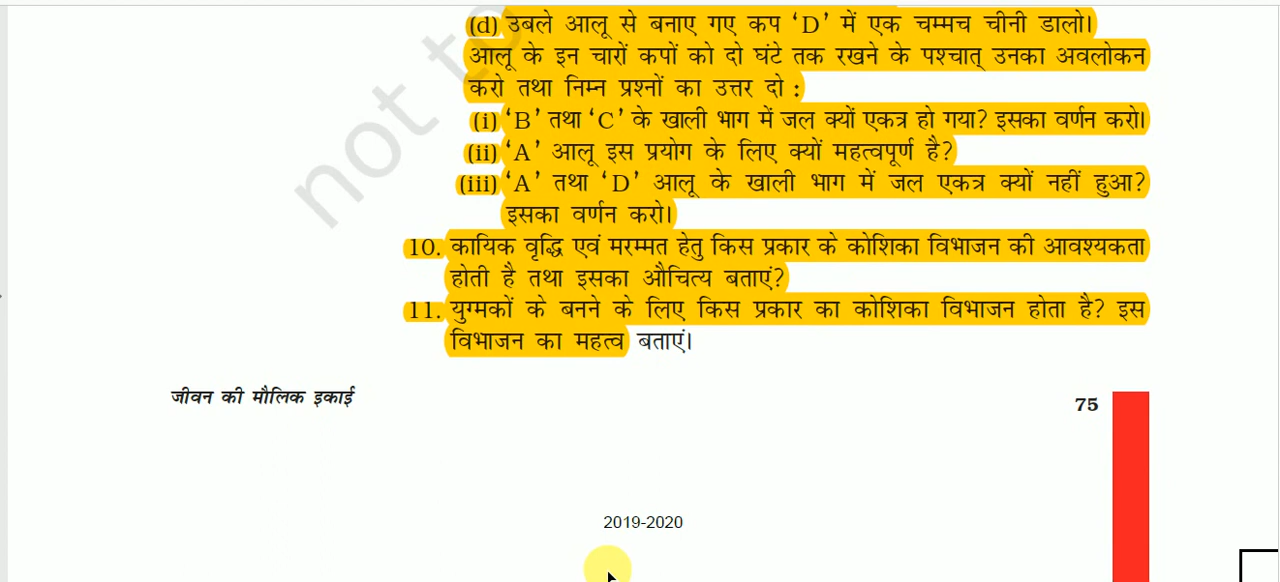 (d) उबले आलू से बनाए गए कप ‘D’ में एक चम्मच चीनी डालो।
आलू के इन चारों कपों को दो घंटे तक रखने के पश्चात् उनका अवलोकन
करो तथा निम्न प्रश्नों का उत्तर दो :
(i) ‘B’ तथा ‘C’ के खाली भाग में जल क्यों एकत्र हो गया? इसका वर्णन करो।
(ii) ‘A’ आलू इस प्रयोग के लिए क्यों महत्वपूर्ण है?
(iii) ‘A’ तथा ‘D’ आलू के खाली भाग में जल एकत्र क्यों नहीं हुआ?
इसका वर्णन करो।
10. कायिक वृद्धि एवं मरम्मत हेतु किस प्रकार के कोशिका विभाजन की आवश्यकता
होती है तथा इसका औचित्य बताएं?
11. युग्मकों के बनने के लिए किस प्रकार का कोशिका विभाजन होता है? इस
विभाजन का महत्व बताएं।
not to
जीवन की मौलिक इकाई
75
2019-2020